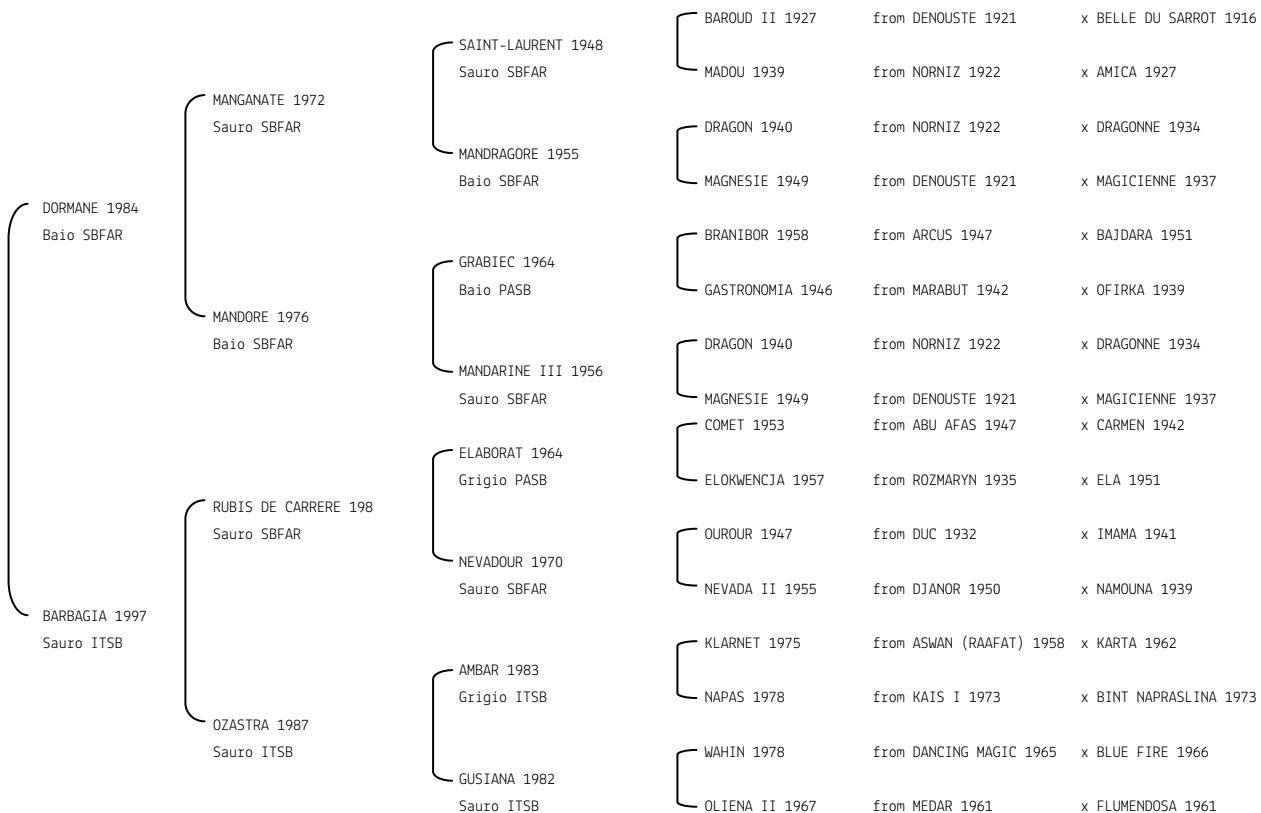 BAROUD II 1927 from DENOUSTE 1921 x BELLE DU SARROT 1916
SAINT-LAURENT 1948
Sauro SBFAR MADOU 1939 from NORNIZ 1922 x AMICA 1927
MANGANATE 1972
Sauro SBFAR DRAGON 1940 from NORNIZ 1922 x DRAGONNE 1934
MANDRAGORE 1955
Baio SBFAR MAGNESIE 1949 from DENOUSTE 1921 x MAGICIENNE 1937
DORMANE 1984
Baio SBFAR BRANIBOR 1958 from ARCUS 1947 x BAJDARA 1951
GRABIEC 1964
Baio PASB GASTRONOMIA 1946 from MARABUT 1942 x OFIRKA 1939
MANDORE 1976
Baio SBFAR DRAGON 1940 from NORNIZ 1922 x DRAGONNE 1934
MANDARINE III 1956
Sauro SBFAR MAGNESIE 1949 from DENOUSTE 1921 x MAGICIENNE 1937
COMET 1953 from ABU AFAS 1947 x CARMEN 1942
ELABORAT 1964
Grigio PASB ELOKWENCJA 1957 from ROZMARYN 1935 x ELA 1951
RUBIS DE CARRERE 198
Sauro SBFAR OUROUR 1947 from DUC 1932 x IMAMA 1941
NEVADOUR 1970
Sauro SBFAR NEVADA II 1955 from DJANOR 1950 x NAMOUNA 1939
BARBAGIA 1997
Sauro ITSB KLARNET 1975 from ASWAN (RAAFAT) 1958 x KARTA 1962
AMBAR 1983
Grigio ITSB NAPAS 1978 from KAIS I 1973 x BINT NAPRASLINA 1973
OZASTRA 1987
Sauro ITSB WAHIN 1978 from DANCING MAGIC 1965 x BLUE FIRE 1966
GUSIANA 1982
Sauro ITSB OLIENA II 1967 from MEDAR 1961 x FLUMENDOSA 1961